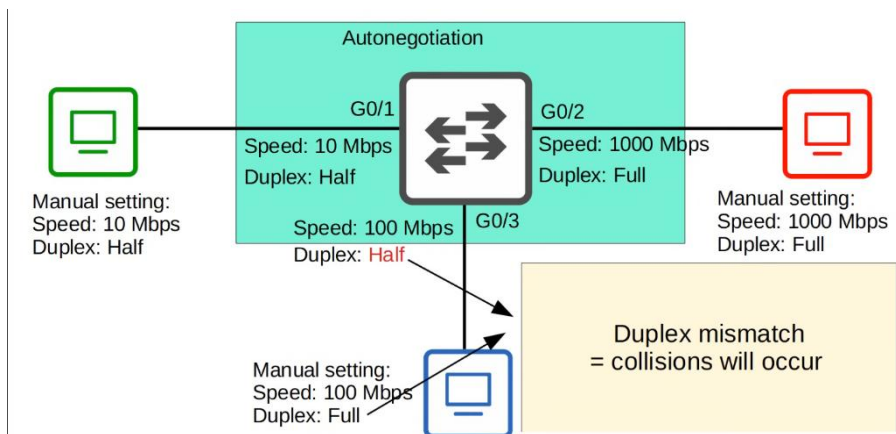 Autonegotiation
G0/1
G0/2
Speed: 10 Mbps
Duplex: Half
Speed: 1000 Mbps
Duplex: Full
Manual setting:
Speed: 10 Mbps
Duplex: Half
Manual setting:
Speed: 1000 Mbps
Duplex: Full
G0/3
Speed: 100 Mbps
Duplex: Half
Duplex mismatch
= collisions will occur
Manual setting:
Speed: 100 Mbps
Duplex: Full